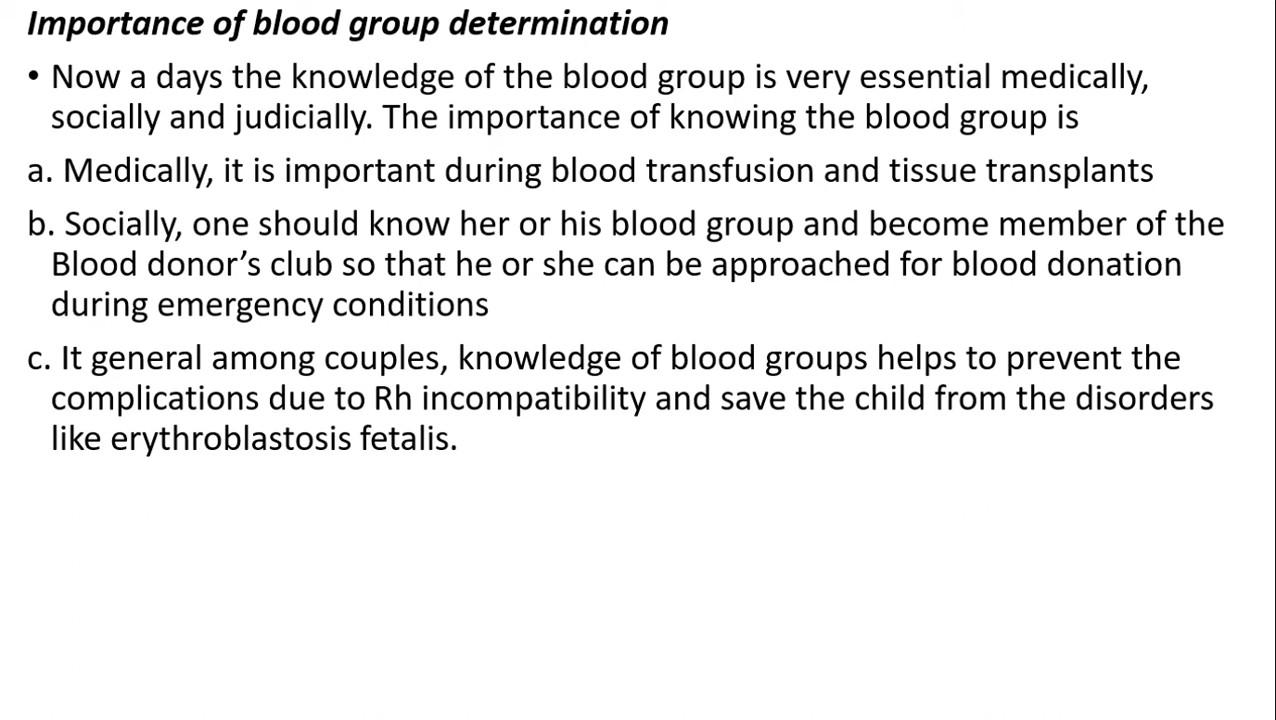 Importance of blood group determination
• Now a days the knowledge of the blood group is very essential medically,
socially and judicially. The importance of knowing the blood group is
a. Medically, it is important during blood transfusion and tissue transplants
b. Socially, one should know her or his blood group and become member of the
Blood donor’s club so that he or she can be approached for blood donation
during emergency conditions
c. It general among couples, knowledge of blood groups helps to prevent the
complications due to Rh incompatibility and save the child from the disorders
like erythroblastosis fetalis.